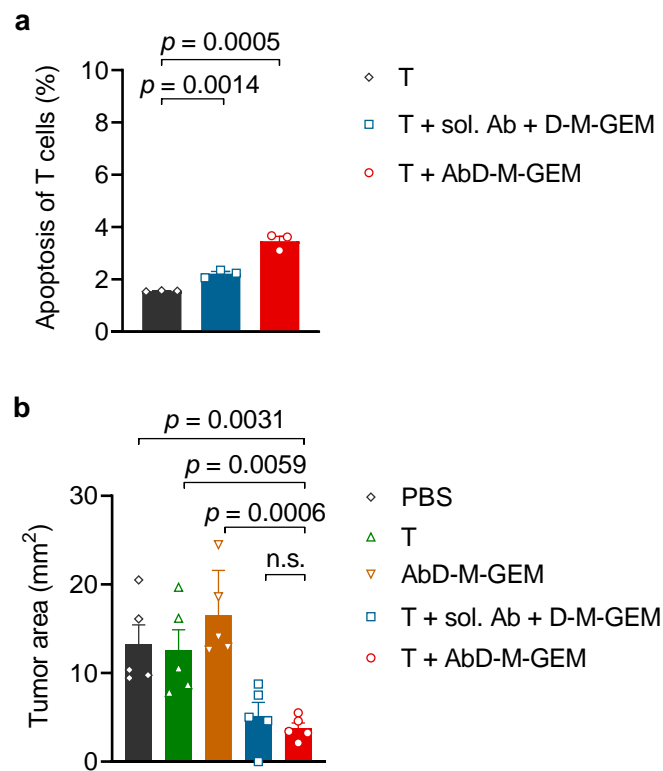 a
p = 0.0005
p = 0.0014
Apoptosis of T cells (%)
10
8
6
4
2
0
T
T + sol. Ab + D-M-GEM
T + AbD-M-GEM
b
p = 0.0031
p = 0.0059
p = 0.0006
n.s.
Tumor area (mm²)
30
20
10
0
PBS
T
AbD-M-GEM
T + sol. Ab + D-M-GEM
T + AbD-M-GEM